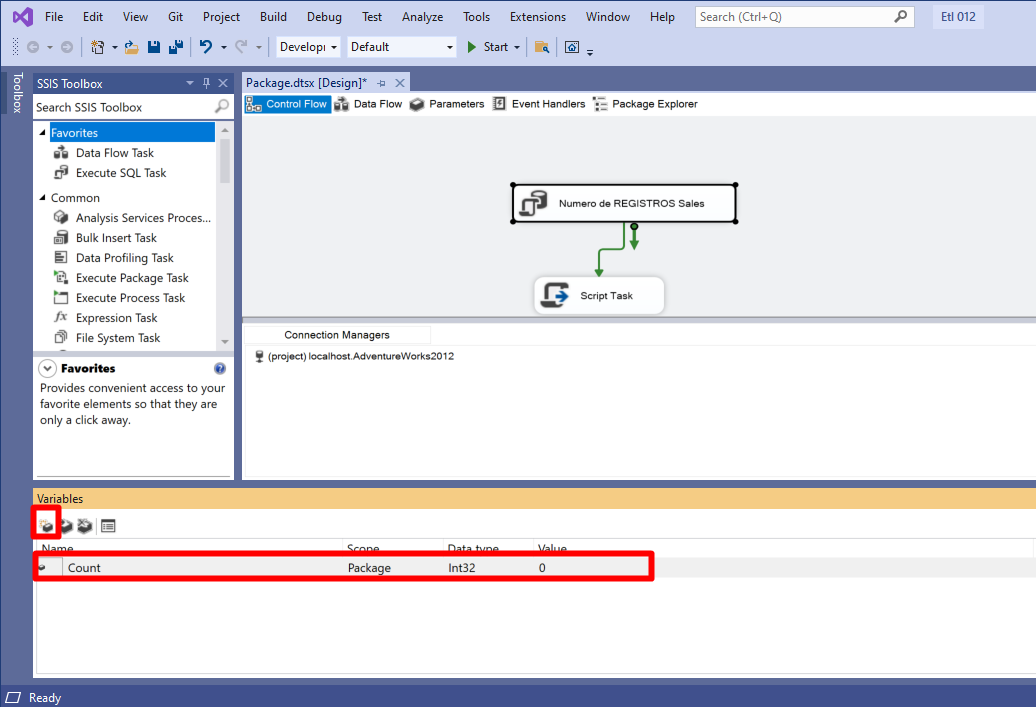 File Edit View Git Project Build Debug Test Analyze Tools Extensions Window Help Search (Ctrl+Q) Etl 012
Developi Default Start
Toolbox
SSIS Toolbox
Search SSIS Toolbox
Favorites
Data Flow Task
Execute SQL Task
Common
Analysis Services Proces...
Bulk Insert Task
Data Profiling Task
Execute Package Task
Execute Process Task
Expression Task
File System Task
Favorites
Provides convenient access to your
favorite elements so that they are
only a click away.
Package.dtsx [Design]*
Control Flow Data Flow Parameters Event Handlers Package Explorer
Numero de REGISTROS Sales
Script Task
Connection Managers
(project) localhost.AdventureWorks2012
Variables
Name Scope Data type Value
Count Package Int32 0
Ready